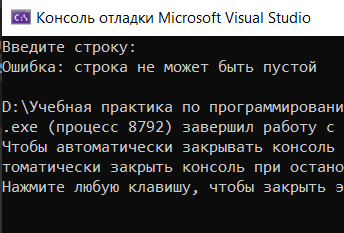 Консоль отладки Microsoft Visual Studio
Введите строку:
Ошибка: строка не может быть пустой
D:\Учебная практика по программировани
.exe (процесс 8792) завершил работу с
Чтобы автоматически закрывать консоль
томатически закрыть консоль при остано
Нажмите любую клавишу, чтобы закрыть э